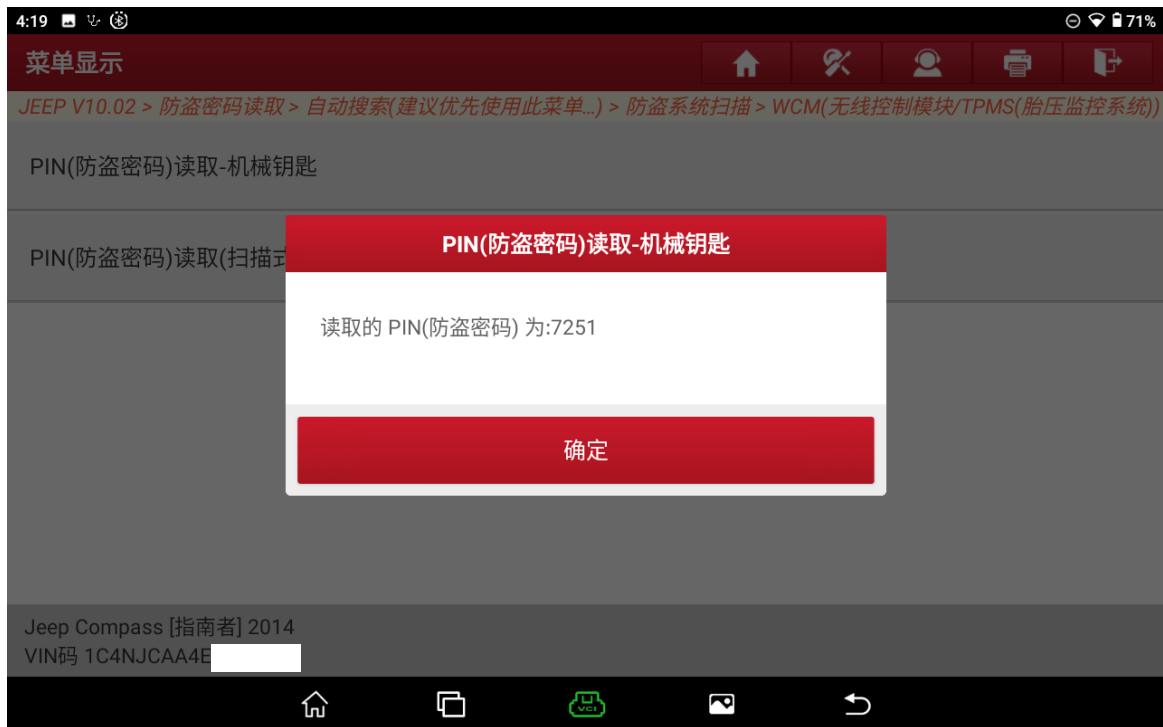 4:19
71%
菜单显示
JEEP V10.02 > 防盗密码读取 > 自动搜索(建议优先使用此菜单...) > 防盗系统扫描 > WCM(无线控制模块/TPMS(胎压监控系统))
PIN(防盗密码)读取-机械钥匙
PIN(防盗密码)读取(扫描式
PIN(防盗密码)读取-机械钥匙
读取的 PIN(防盗密码) 为:7251
确定
Jeep Compass [指南者] 2014
VIN码 1C4NJCAA4E
VCI